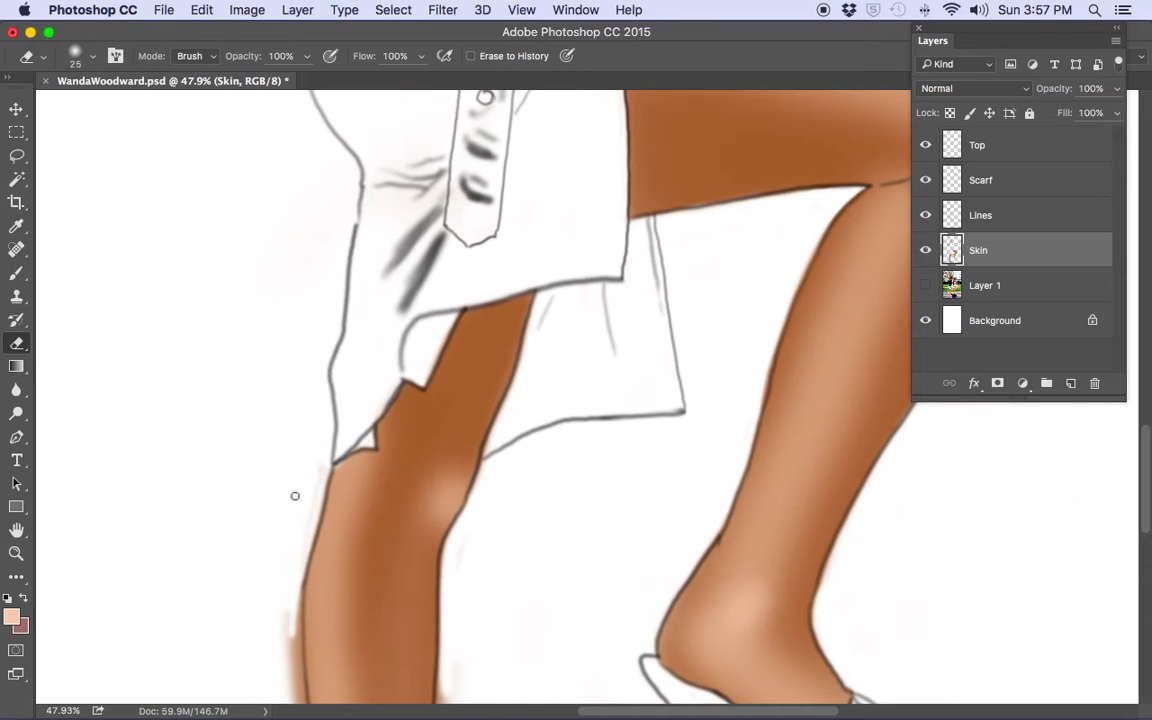 Photoshop CC File Edit Image Layer Type Select Filter 3D View Window Help Sun 3:57 PM
Adobe Photoshop CC 2015
25 Mode: Brush Opacity: 100% Flow: 100% Erase to History
WandaWoodward.psd @ 47.9% (Skin, RGB/8) *
Layers
Kind
Normal Opacity: 100%
Lock: Fill: 100%
Top
Scarf
Lines
Skin
Layer 1
Background
fx
47.93% Doc: 59.9M/146.7M